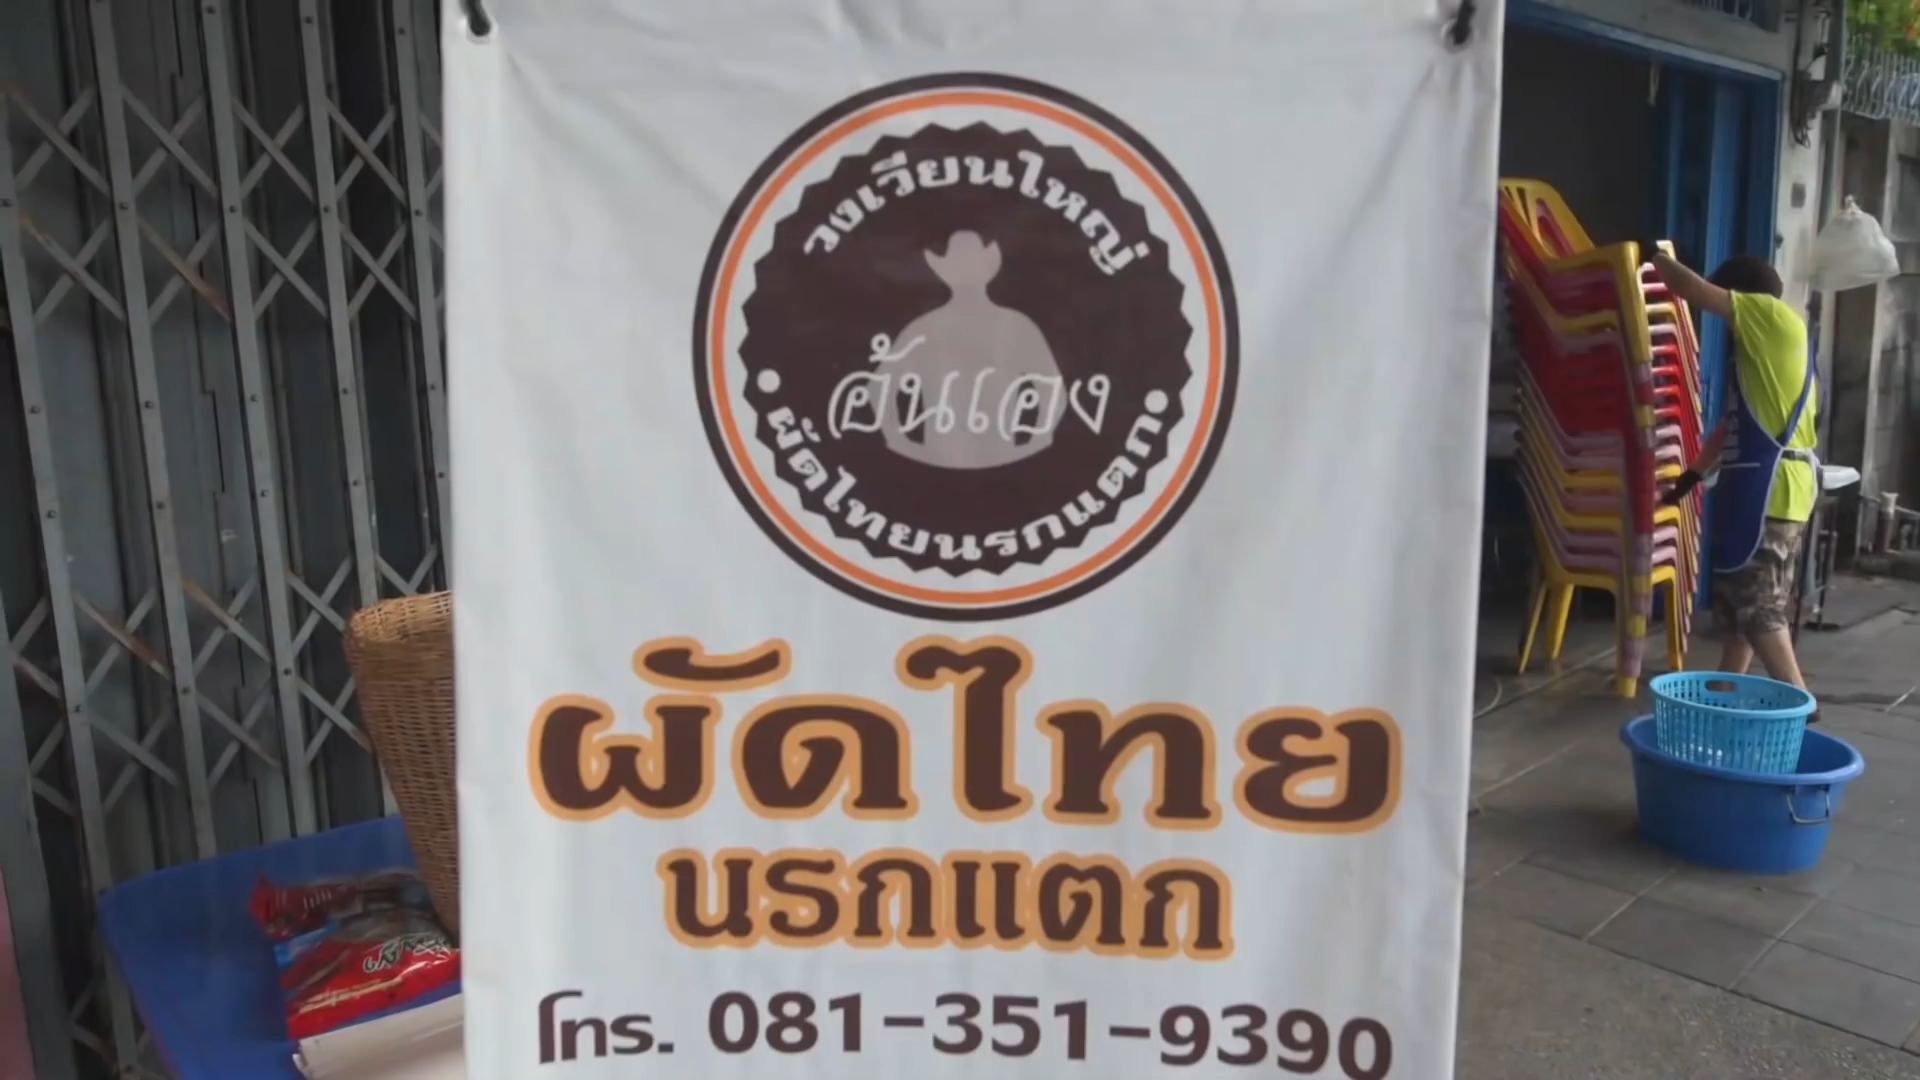 วงเวียนใหญ่
อ้นเอง
ผัดไทยนรกแตก
ผัดไทย
นรกแตก
โทร. 081-351-9390